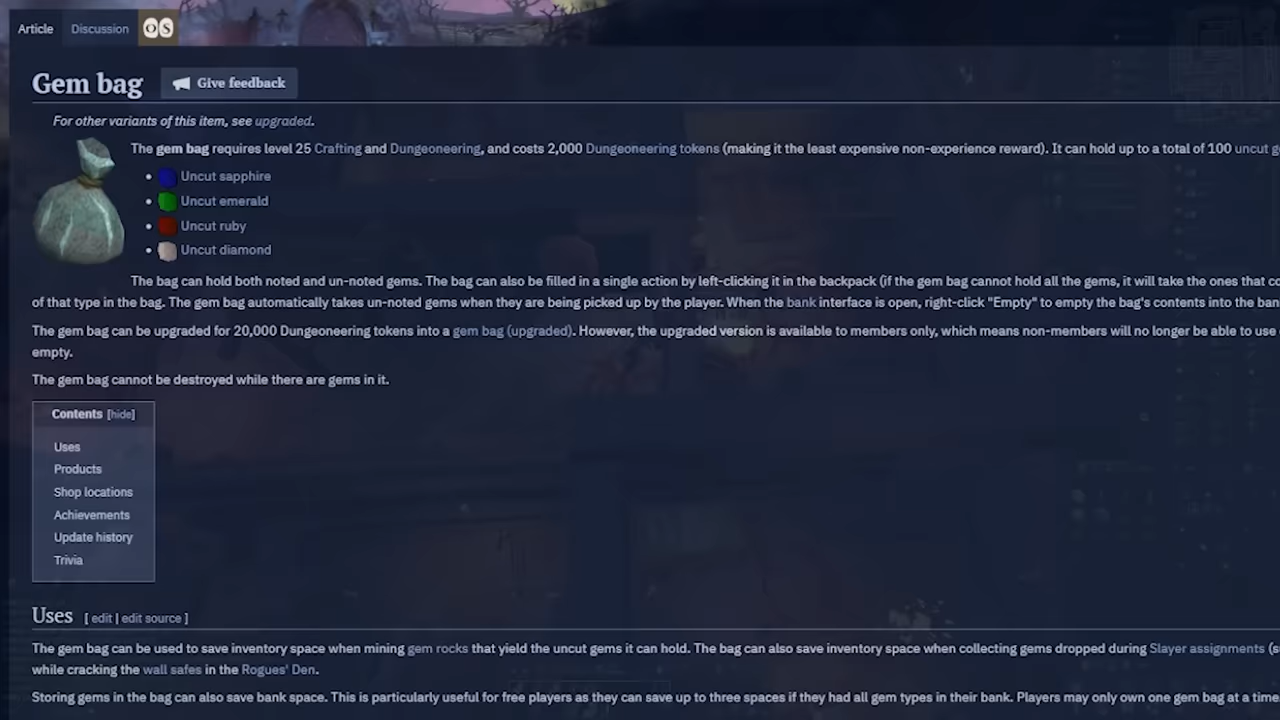 Article Discussion OS
Gem bag Give feedback
For other variants of this item, see upgraded.
The gem bag requires level 25 Crafting and Dungeoneering, and costs 2,000 Dungeoneering tokens (making it the least expensive non-experience reward). It can hold up to a total of 100 uncut
• Uncut sapphire
• Uncut emerald
• Uncut ruby
• Uncut diamond
The bag can hold both noted and un-noted gems. The bag can also be filled in a single action by left-clicking it in the backpack (if the gem bag cannot hold all the gems, it will take the ones that
of that type in the bag. The gem bag automatically takes un-noted gems when they are being picked up by the player. When the bank interface is open, right-click "Empty" to empty the bag's contents into the
The gem bag can be upgraded for 20,000 Dungeoneering tokens into a gem bag (upgraded). However, the upgraded version is available to members only, which means non-members will no longer be able to use
empty.
The gem bag cannot be destroyed while there are gems in it.
Contents [hide]
Uses
Products
Shop locations
Achievements
Update history
Trivia
Uses [ edit | edit source ]
The gem bag can be used to save inventory space when mining gem rocks that yield the uncut gems it can hold. The bag can also save inventory space when collecting gems dropped during Slayer assignments
while cracking the wall safes in the Rogues' Den.
Storing gems in the bag can also save bank space. This is particularly useful for free players as they can save up to three spaces if they had all gem types in their bank. Players may only own one gem bag at a time